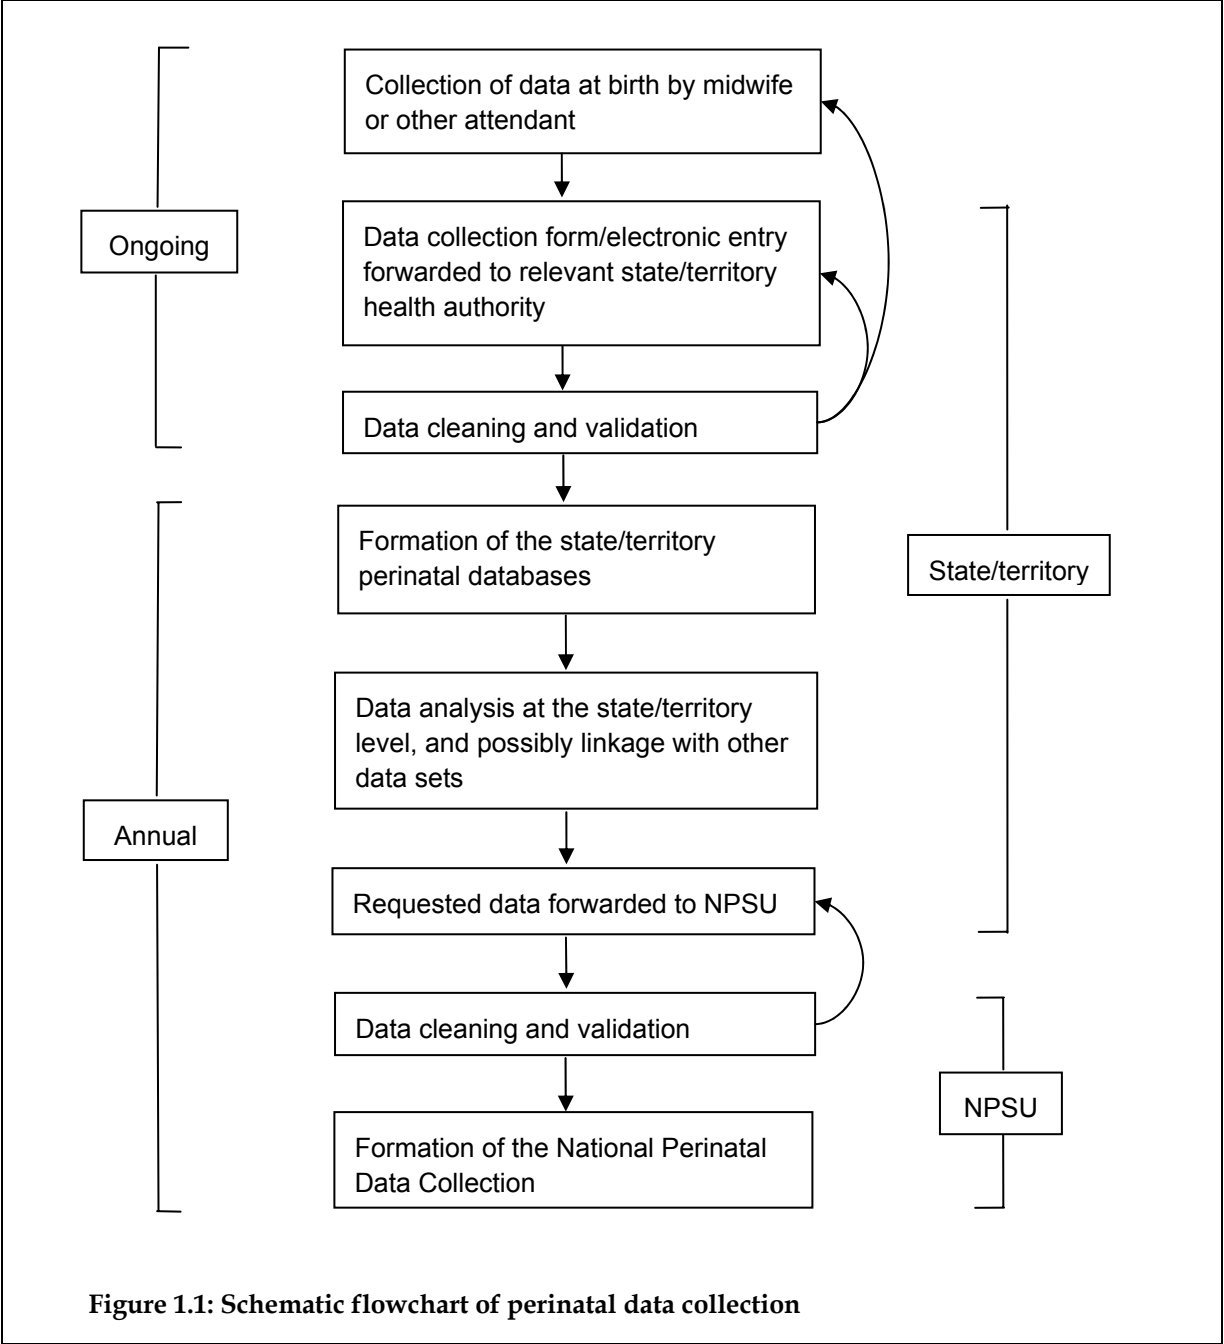 Collection of data at birth by midwife
or other attendant
Ongoing
Data collection form/electronic entry
forwarded to relevant state/territory
health authority
Data cleaning and validation
Formation of the state/territory
perinatal databases
State/territory
Data analysis at the state/territory
level, and possibly linkage with other
data sets
Annual
Requested data forwarded to NPSU
Data cleaning and validation
NPSU
Formation of the National Perinatal
Data Collection
Figure 1.1: Schematic flowchart of perinatal data collection